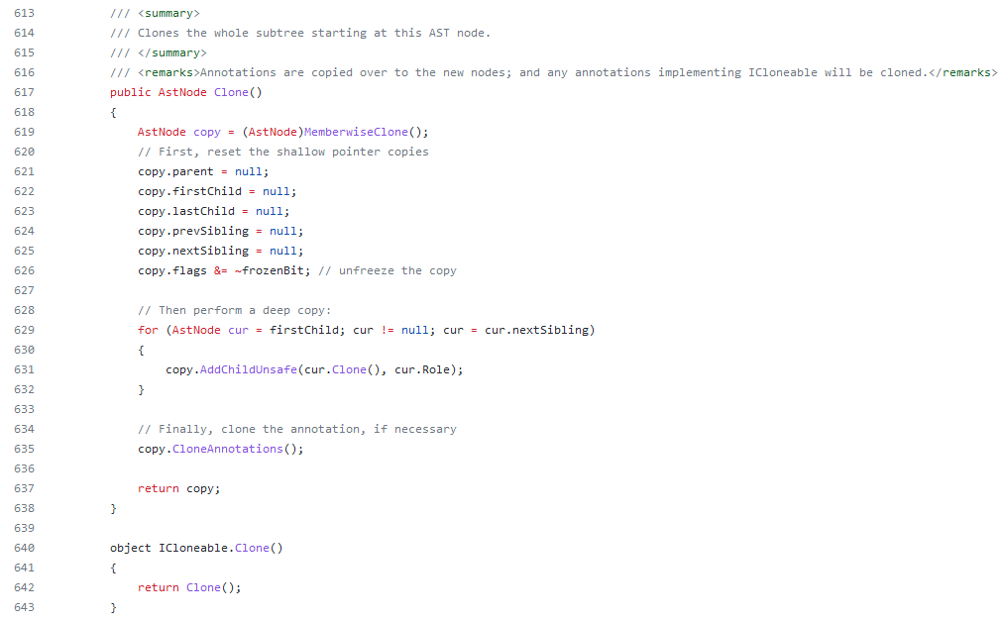 613 /// <summary>
614 /// Clones the whole subtree starting at this AST node.
615 /// </summary>
616 /// <remarks>Annotations are copied over to the new nodes; and any annotations implementing ICloneable will be cloned.</remarks>
617 public AstNode Clone()
618 {
619 AstNode copy = (AstNode)MemberwiseClone();
620 // First, reset the shallow pointer copies
621 copy.parent = null;
622 copy.firstChild = null;
623 copy.lastChild = null;
624 copy.prevSibling = null;
625 copy.nextSibling = null;
626 copy.flags &= ~frozenBit; // unfreeze the copy
627
628 // Then perform a deep copy:
629 for (AstNode cur = firstChild; cur != null; cur = cur.nextSibling)
630 {
631 copy.AddChildUnsafe(cur.Clone(), cur.Role);
632 }
633
634 // Finally, clone the annotation, if necessary
635 copy.CloneAnnotations();
636
637 return copy;
638 }
639
640 object ICloneable.Clone()
641 {
642 return Clone();
643 }